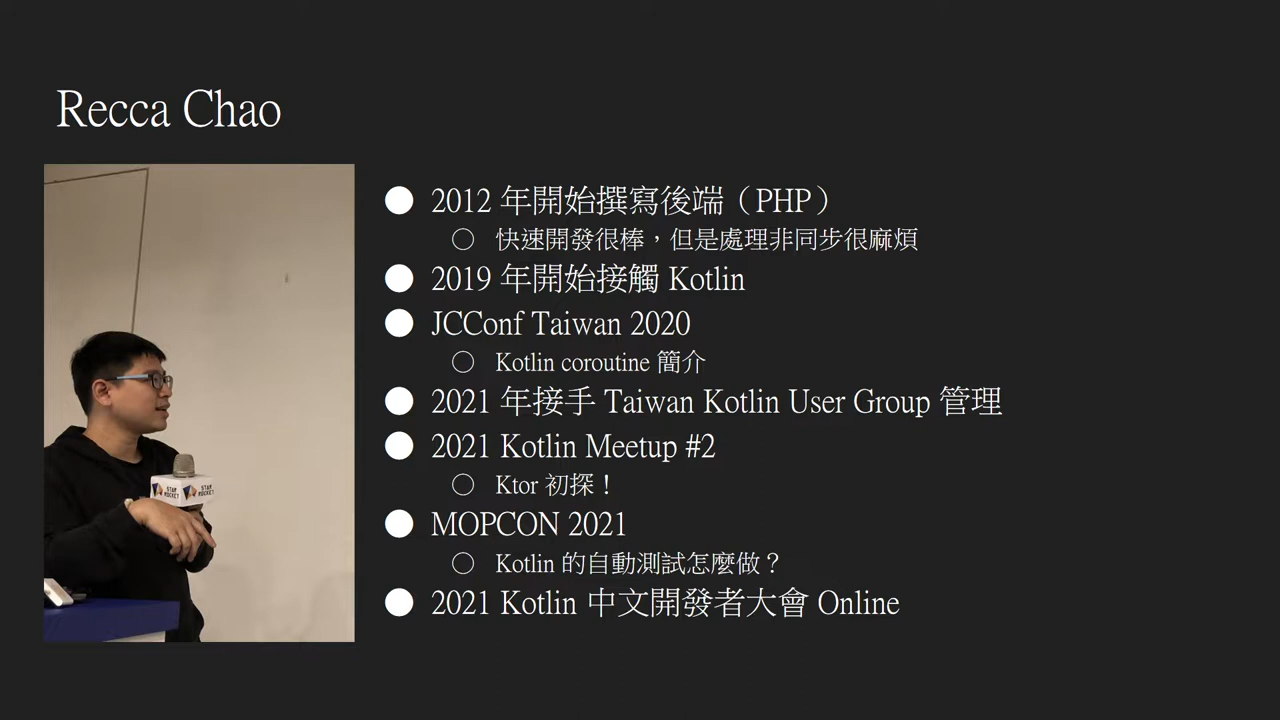 Recca Chao
2012 年開始撰寫後端（PHP）
快速開發很棒，但是處理非同步很麻煩
2019 年開始接觸 Kotlin
JCConf Taiwan 2020
Kotlin coroutine 簡介
2021 年接手 Taiwan Kotlin User Group 管理
2021 Kotlin Meetup #2
Ktor 初探！
MOPCON 2021
Kotlin 的自動測試怎麼做？
2021 Kotlin 中文開發者大會 Online
STAR ROCKET
STAR ROCKET